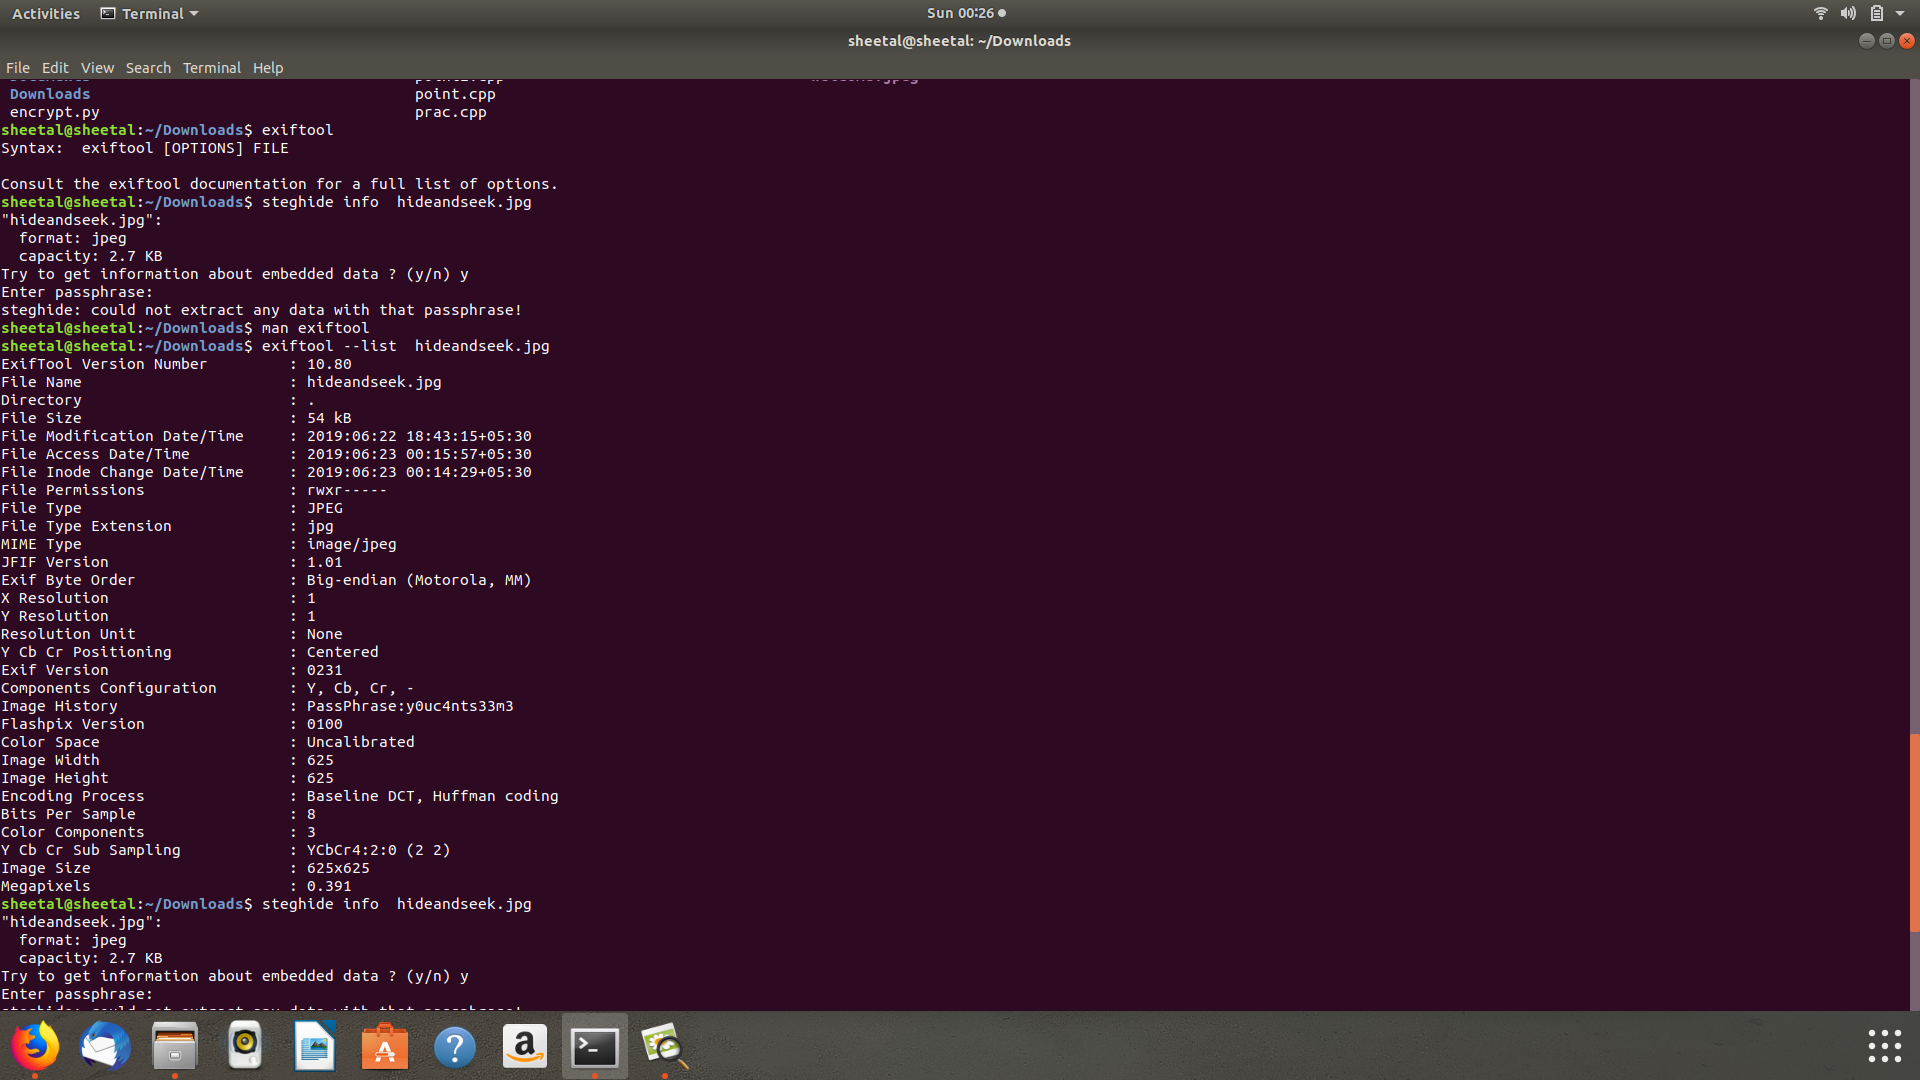 Activities Terminal Sun 00:26
sheetal@sheetal: ~/Downloads
File Edit View Search Terminal Help
Downloads point.cpp
encrypt.py prac.cpp
sheetal@sheetal:~/Downloads$ exiftool
Syntax:  exiftool [OPTIONS] FILE
Consult the exiftool documentation for a full list of options.
sheetal@sheetal:~/Downloads$ steghide info  hideandseek.jpg
"hideandseek.jpg":
  format: jpeg
  capacity: 2.7 KB
Try to get information about embedded data ? (y/n) y
Enter passphrase:
steghide: could not extract any data with that passphrase!
sheetal@sheetal:~/Downloads$ man exiftool
sheetal@sheetal:~/Downloads$ exiftool --list  hideandseek.jpg
ExifTool Version Number         : 10.80
File Name                       : hideandseek.jpg
Directory                       : .
File Size                       : 54 kB
File Modification Date/Time     : 2019:06:22 18:43:15+05:30
File Access Date/Time           : 2019:06:23 00:15:57+05:30
File Inode Change Date/Time     : 2019:06:23 00:14:29+05:30
File Permissions                : rwxr-----
File Type                       : JPEG
File Type Extension             : jpg
MIME Type                       : image/jpeg
JFIF Version                    : 1.01
Exif Byte Order                 : Big-endian (Motorola, MM)
X Resolution                    : 1
Y Resolution                    : 1
Resolution Unit                 : None
Y Cb Cr Positioning             : Centered
Exif Version                    : 0231
Components Configuration        : Y, Cb, Cr, -
Image History                   : PassPhrase:y0uc4nts33m3
Flashpix Version                : 0100
Color Space                     : Uncalibrated
Image Width                     : 625
Image Height                    : 625
Encoding Process                : Baseline DCT, Huffman coding
Bits Per Sample                 : 8
Color Components                : 3
Y Cb Cr Sub Sampling            : YCbCr4:2:0 (2 2)
Image Size                      : 625x625
Megapixels                      : 0.391
sheetal@sheetal:~/Downloads$ steghide info  hideandseek.jpg
"hideandseek.jpg":
  format: jpeg
  capacity: 2.7 KB
Try to get information about embedded data ? (y/n) y
Enter passphrase:
steghide: could not extract any data with that passphrase!